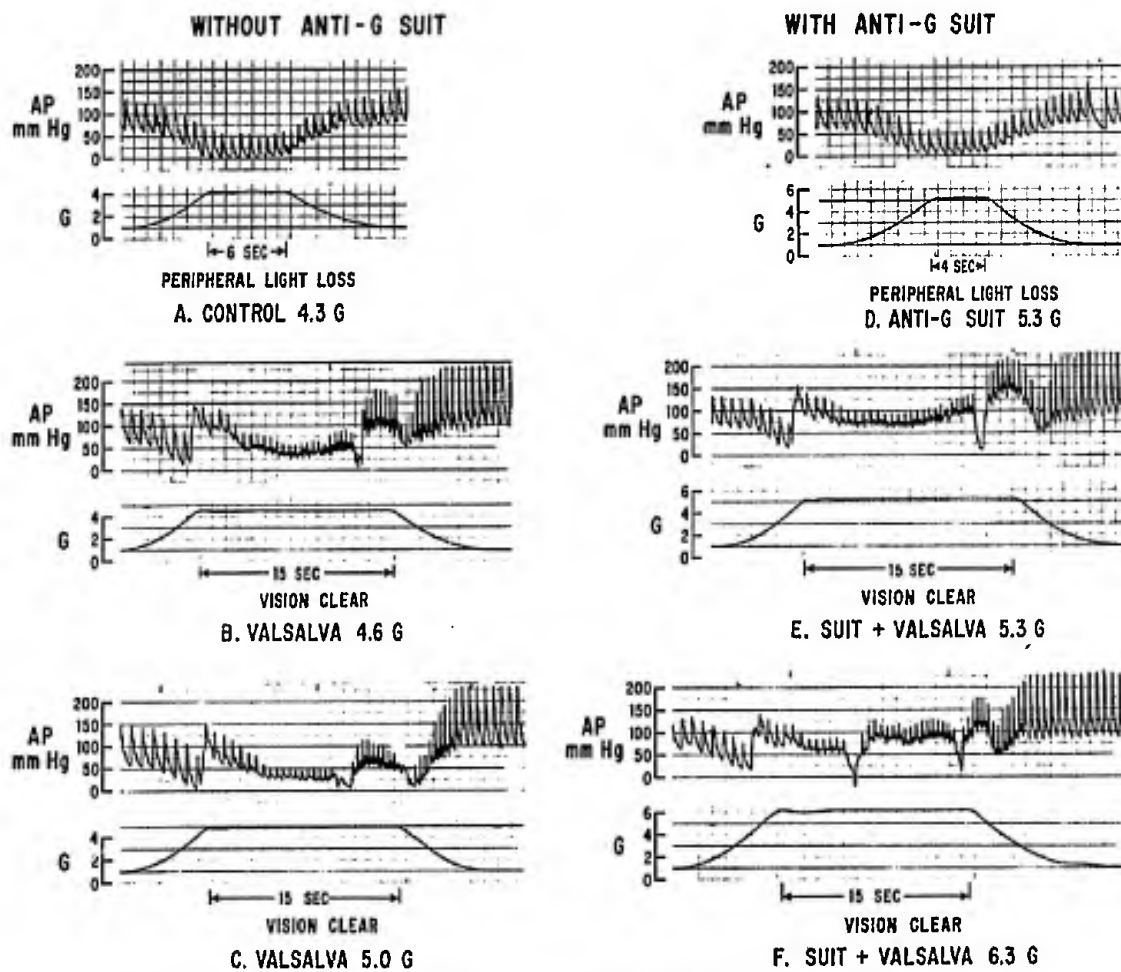 WITHOUT ANTI-G SUIT
200
150
AP 100
mm Hg 50
0
4
G 2
0
6 SEC
PERIPHERAL LIGHT LOSS
A. CONTROL 4.3 G
200
150
AP 100
mm Hg 50
0
4
G 2
0
15 SEC
VISION CLEAR
B. VALSALVA 4.6 G
200
150
AP 100
mm Hg 50
0
4
G 2
0
15 SEC
VISION CLEAR
C. VALSALVA 5.0 G
WITH ANTI-G SUIT
200
150
AP 100
mm Hg 50
0
6
4
G 2
0
4 SEC
PERIPHERAL LIGHT LOSS
D. ANTI-G SUIT 5.3 G
200
150
AP 100
mm Hg 50
0
6
4
G 2
0
15 SEC
VISION CLEAR
E. SUIT + VALSALVA 5.3 G
200
150
AP 100
mm Hg 50
0
6
4
G 2
0
15 SEC
VISION CLEAR
F. SUIT + VALSALVA 6.3 G